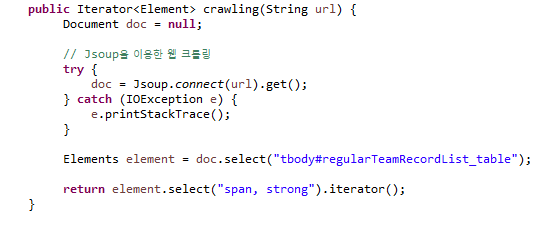 public Iterator<Element> crawling(String url) {
Document doc = null;
// Jsoup을 이용한 웹 크롤링
try {
doc = Jsoup.connect(url).get();
} catch (IOException e) {
e.printStackTrace();
}
Elements element = doc.select("tbody#regularTeamRecordList_table");
return element.select("span, strong").iterator();
}